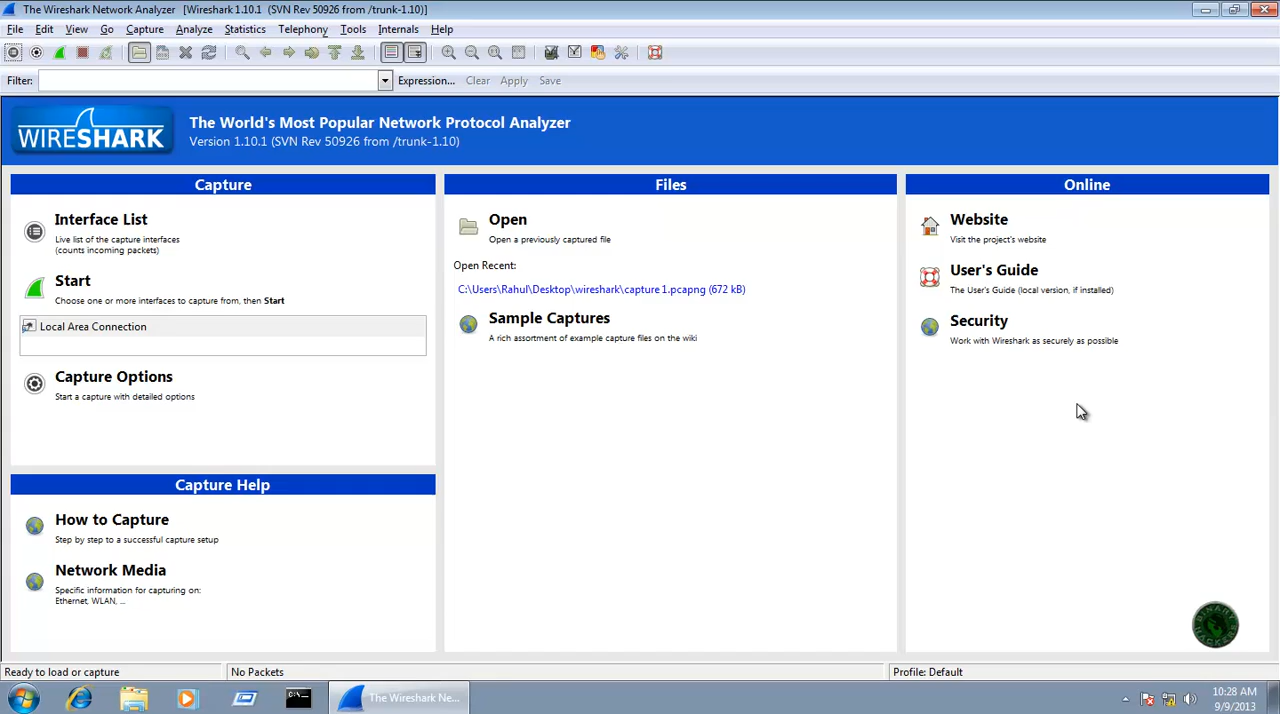 The Wireshark Network Analyzer [Wireshark 1.10.1 (SVN Rev 50926 from /trunk-1.10)]
File Edit View Go Capture Analyze Statistics Telephony Tools Internals Help
Filter: Expression... Clear Apply Save
WIRESHARK
The World's Most Popular Network Protocol Analyzer
Version 1.10.1 (SVN Rev 50926 from /trunk-1.10)
Capture
Interface List
Live list of the capture interfaces
(counts incoming packets)
Start
Choose one or more interfaces to capture from, then Start
Local Area Connection
Capture Options
Start a capture with detailed options
Capture Help
How to Capture
Step by step to a successful capture setup
Network Media
Specific information for capturing on:
Ethernet, WLAN, ...
Files
Open
Open a previously captured file
Open Recent:
C:\Users\Rahul\Desktop\wireshark\capture 1.pcapng (672 kB)
Sample Captures
A rich assortment of example capture files on the wiki
Online
Website
Visit the project's website
User's Guide
The User's Guide (local version, if installed)
Security
Work with Wireshark as securely as possible
BINARY
HACKERS
Ready to load or capture
No Packets
Profile: Default
The Wireshark Ne...
10:28 AM
9/9/2013